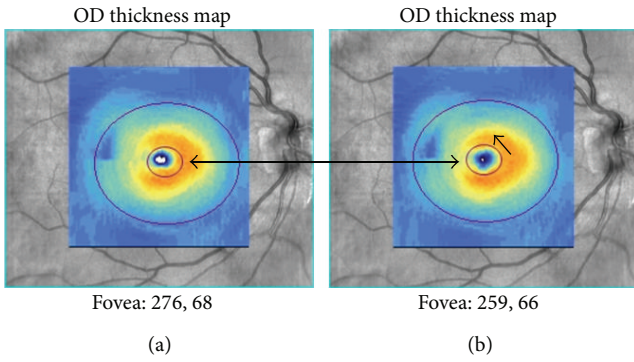 OD thickness map
OD thickness map
Fovea: 276, 68
Fovea: 259, 66
(a)
(b)